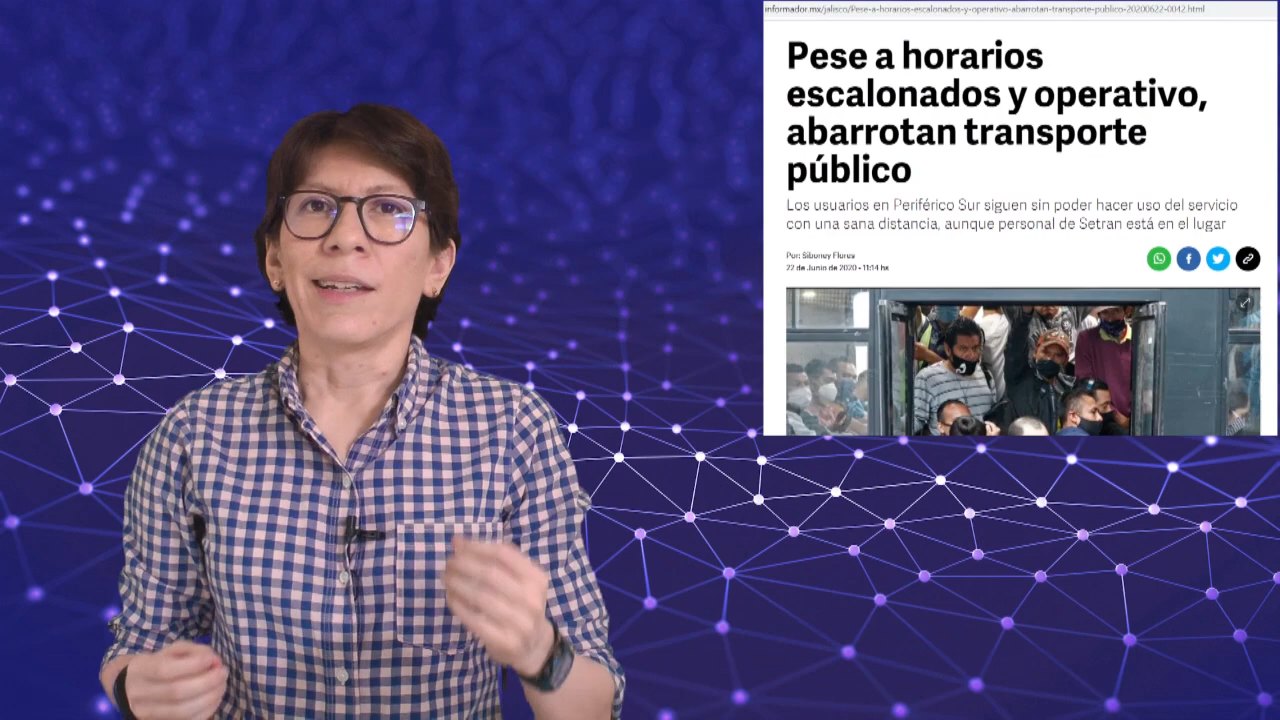 informador.mx/jalisco/Pese-a-horarios-escalonados-y-operativo-abarrotan-transporte-publico-20200622-0042.html
Pese a horarios
escalonados y operativo,
abarrotan transporte
público
Los usuarios en Periférico Sur siguen sin poder hacer uso del servicio
con una sana distancia, aunque personal de Setran está en el lugar
Por: Siboney Flores
22 de Junio de 2020 - 11:14 hs